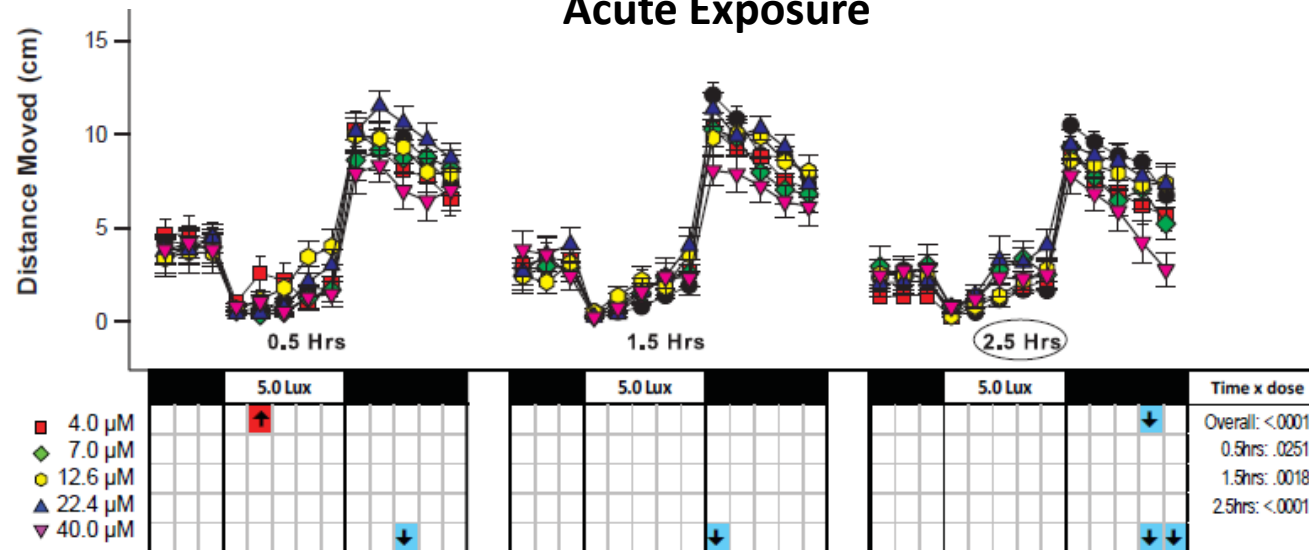 Acute Exposure
Distance Moved (cm)
15
10
5
0
0.5 Hrs
1.5 Hrs
2.5 Hrs
5.0 Lux
5.0 Lux
5.0 Lux
Time x dose
4.0 µM
7.0 µM
12.6 µM
22.4 µM
40.0 µM
Overall: <.0001
0.5hrs: .0251
1.5hrs: .0018
2.5hrs: <.0001